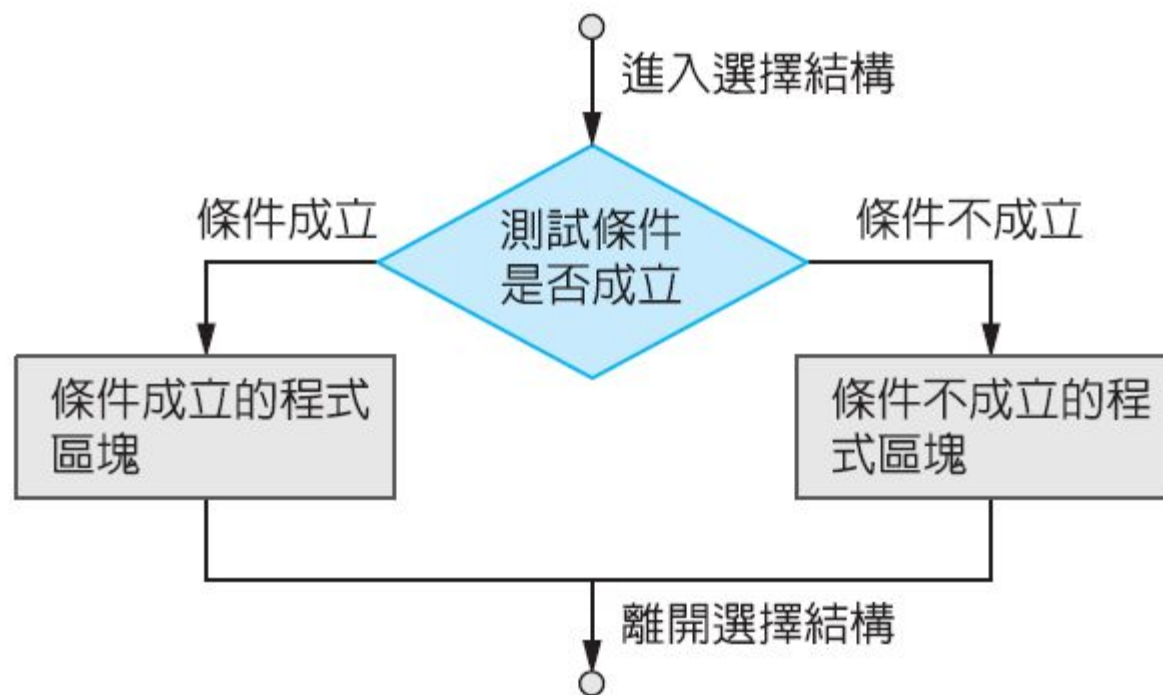 進入選擇結構
條件成立
測試條件
是否成立
條件不成立
條件成立的程式
區塊
條件不成立的程
式區塊
離開選擇結構